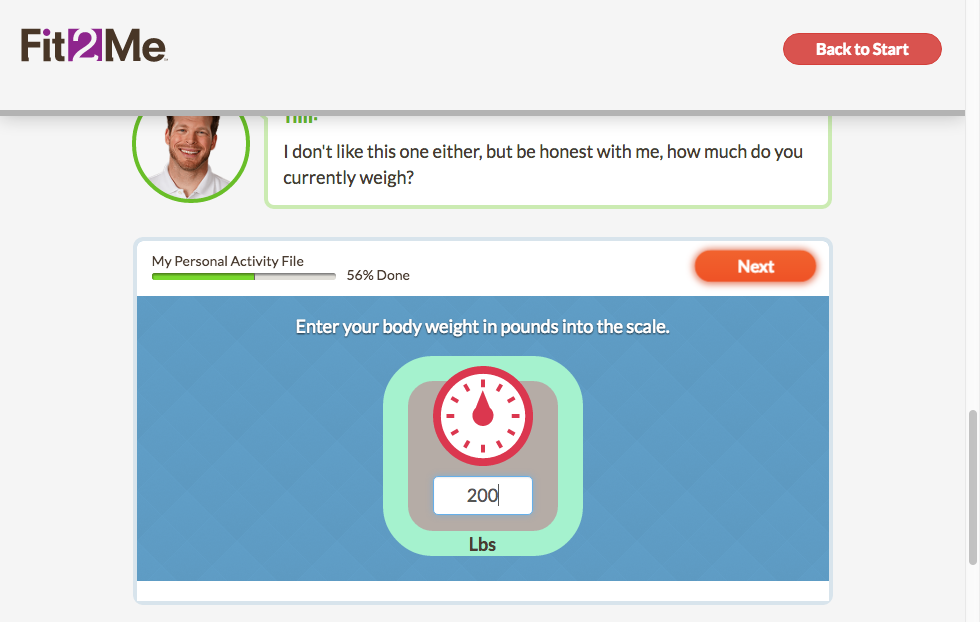 Fit2Me
Back to Start
I don't like this one either, but be honest with me, how much do you
currently weigh?
My Personal Activity File
56% Done
Next
Enter your body weight in pounds into the scale.
200
Lbs